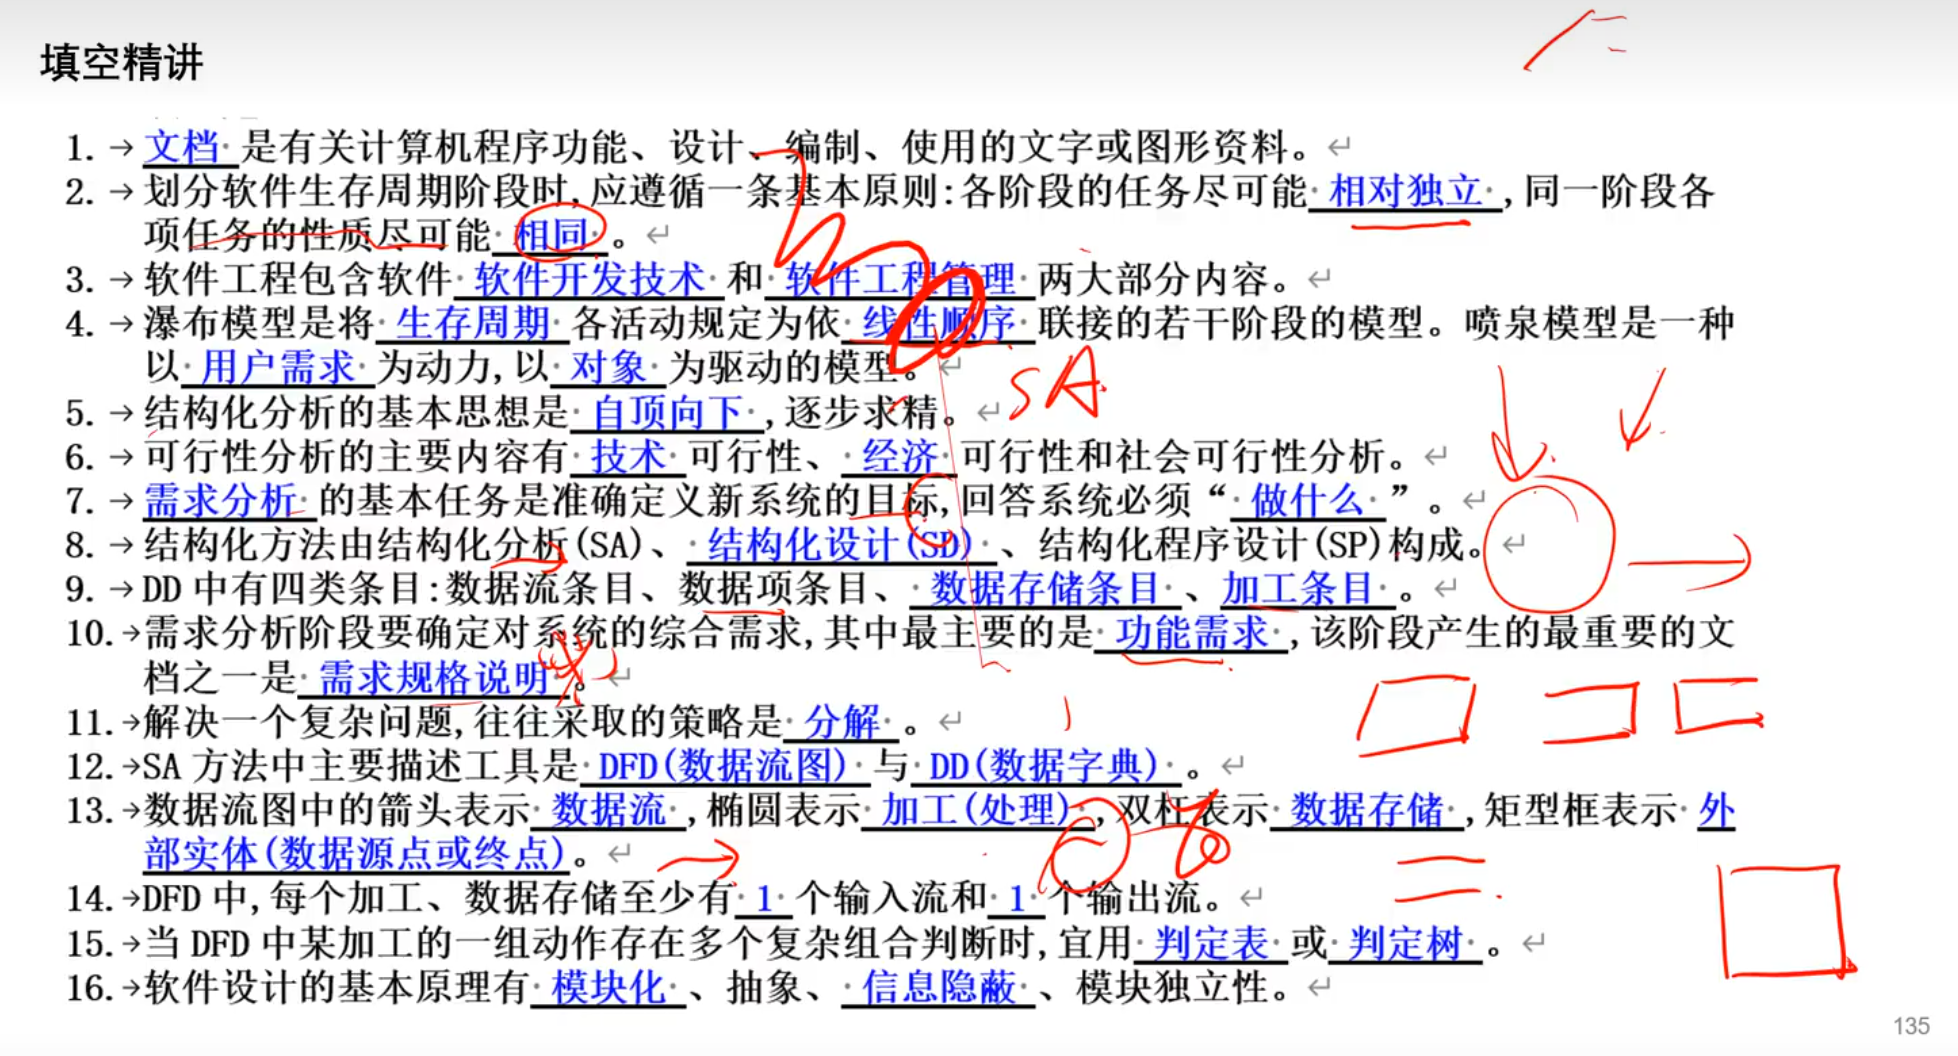 填空精讲
1. → 文档 是有关计算机程序功能、设计、编制、使用的文字或图形资料。↵
2. → 划分软件生存周期阶段时,应遵循一条基本原则:各阶段的任务尽可能 相对独立 ,同一阶段各
项任务的性质尽可能 相同 。↵
3. → 软件工程包含软件 软件开发技术 和 软件工程管理 两大部分内容。↵
4. → 瀑布模型是将 生存周期 各活动规定为依 线性顺序 联接的若干阶段的模型。喷泉模型是一种
以 用户需求 为动力,以 对象 为驱动的模型。↵
SA
5. → 结构化分析的基本思想是 自顶向下 ,逐步求精。↵
6. → 可行性分析的主要内容有 技术 可行性、 经济 可行性和社会可行性分析。↵
7. → 需求分析 的基本任务是准确定义新系统的目标,回答系统必须“ 做什么 ”。↵
8. → 结构化方法由结构化分析(SA)、 结构化设计(SD) 、结构化程序设计(SP)构成。↵
9. → DD 中有四类条目:数据流条目、数据项条目、 数据存储条目 、加工条目 。↵
10. → 需求分析阶段要确定对系统的综合需求,其中最主要的是 功能需求 ,该阶段产生的最重要的文
档之一是 需求规格说明 。↵
11. → 解决一个复杂问题,往往采取的策略是 分解 。↵
12. → SA 方法中主要描述工具是 DFD(数据流图) 与 DD(数据字典) 。↵
13. → 数据流图中的箭头表示 数据流 ,椭圆表示 加工(处理) ,双杠表示 数据存储 ,矩型框表示 外
部实体(数据源点或终点) 。↵
14. → DFD 中,每个加工、数据存储至少有 1 个输入流和 1 个输出流。↵
15. → 当 DFD 中某加工的一组动作存在多个复杂组合判断时,宜用 判定表 或 判定树 。↵
16. → 软件设计的基本原理有 模块化 、抽象、 信息隐蔽 、模块独立性。↵
135